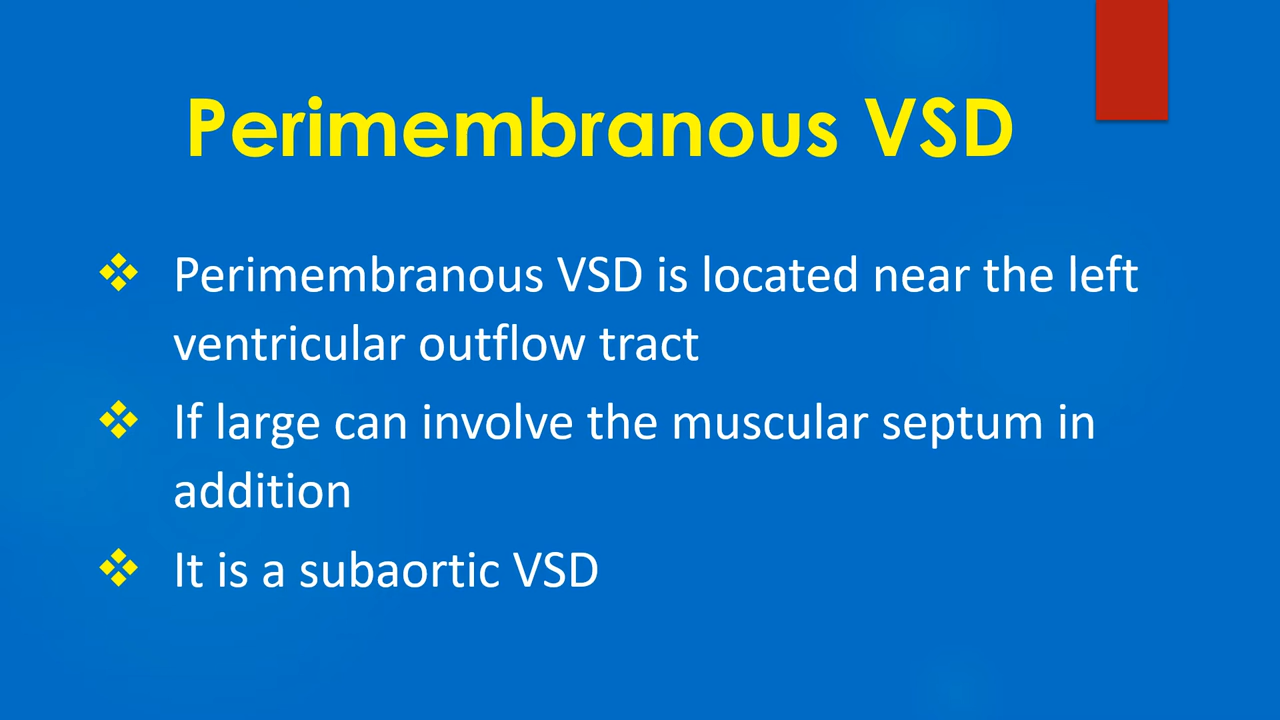 Perimembranous VSD
❖ Perimembranous VSD is located near the left
ventricular outflow tract
❖ If large can involve the muscular septum in
addition
❖ It is a subaortic VSD